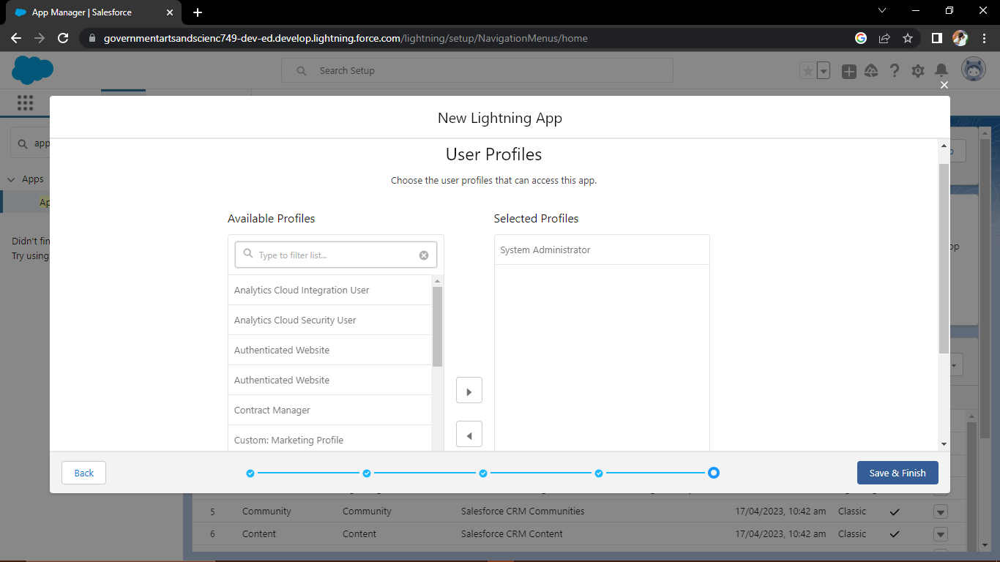 App Manager | Salesforce
governmentartsandscienc749-dev-ed.develop.lightning.force.com/lightning/setup/NavigationMenus/home
Search Setup
New Lightning App
app
User Profiles
Choose the user profiles that can access this app.
Apps
Ap
Available Profiles
Selected Profiles
Didn't fin
Try using
op
Type to filter list...
System Administrator
Analytics Cloud Integration User
Analytics Cloud Security User
Authenticated Website
Authenticated Website
Contract Manager
Custom: Marketing Profile
Back
Save & Finish
5 Community Community Salesforce CRM Communities 17/04/2023, 10:42 am Classic
6 Content Content Salesforce CRM Content 17/04/2023, 10:42 am Classic